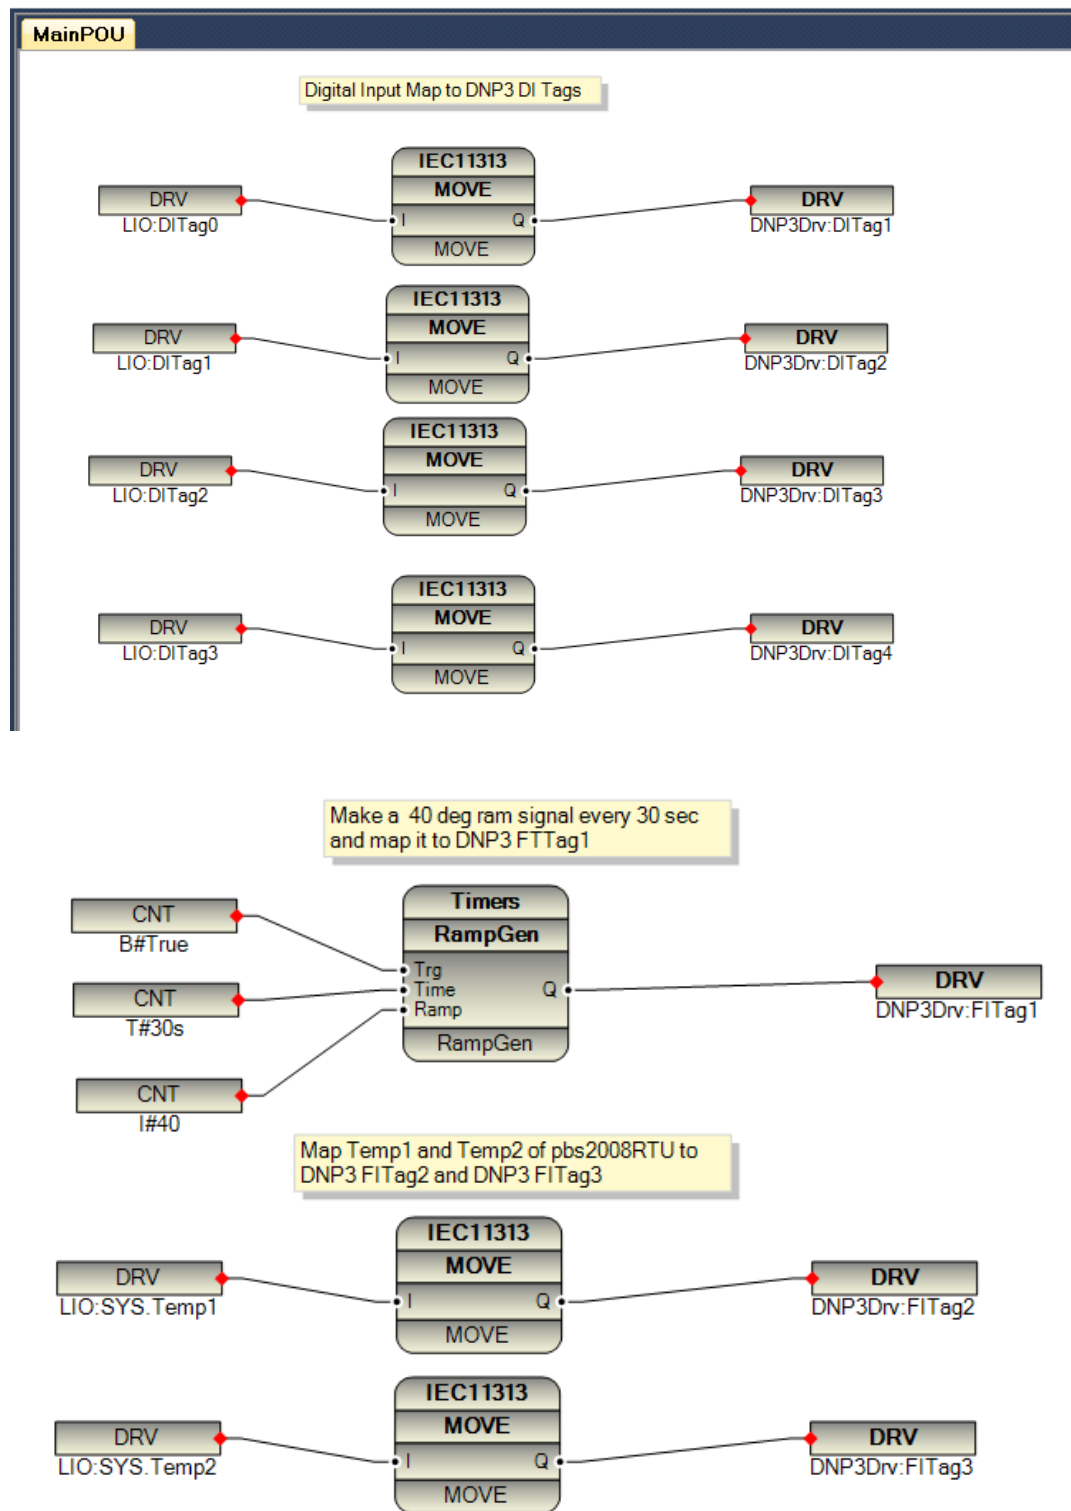 MainPOU
Digital Input Map to DNP3 DI Tags
IEC11313
MOVE
DRV
I
Q
DRV
LIO:DITag0
DNP3Drv:DITag1
MOVE
IEC11313
MOVE
DRV
I
Q
DRV
LIO:DITag1
DNP3Drv:DITag2
MOVE
IEC11313
MOVE
DRV
I
Q
DRV
LIO:DITag2
DNP3Drv:DITag3
MOVE
IEC11313
MOVE
DRV
I
Q
DRV
LIO:DITag3
DNP3Drv:DITag4
MOVE
Make a 40 deg ram signal every 30 sec
and map it to DNP3 FTTag1
Timers
RampGen
CNT
B#True
Trg
Time
Ramp
Q
CNT
T#30s
DRV
DNP3Drv:FITag1
RampGen
CNT
I#40
Map Temp1 and Temp2 of pbs2008RTU to
DNP3 FITag2 and DNP3 FITag3
IEC11313
MOVE
DRV
I
Q
DRV
LIO:SYS.Temp1
DNP3Drv:FITag2
MOVE
IEC11313
MOVE
DRV
I
Q
DRV
LIO:SYS.Temp2
DNP3Drv:FITag3
MOVE